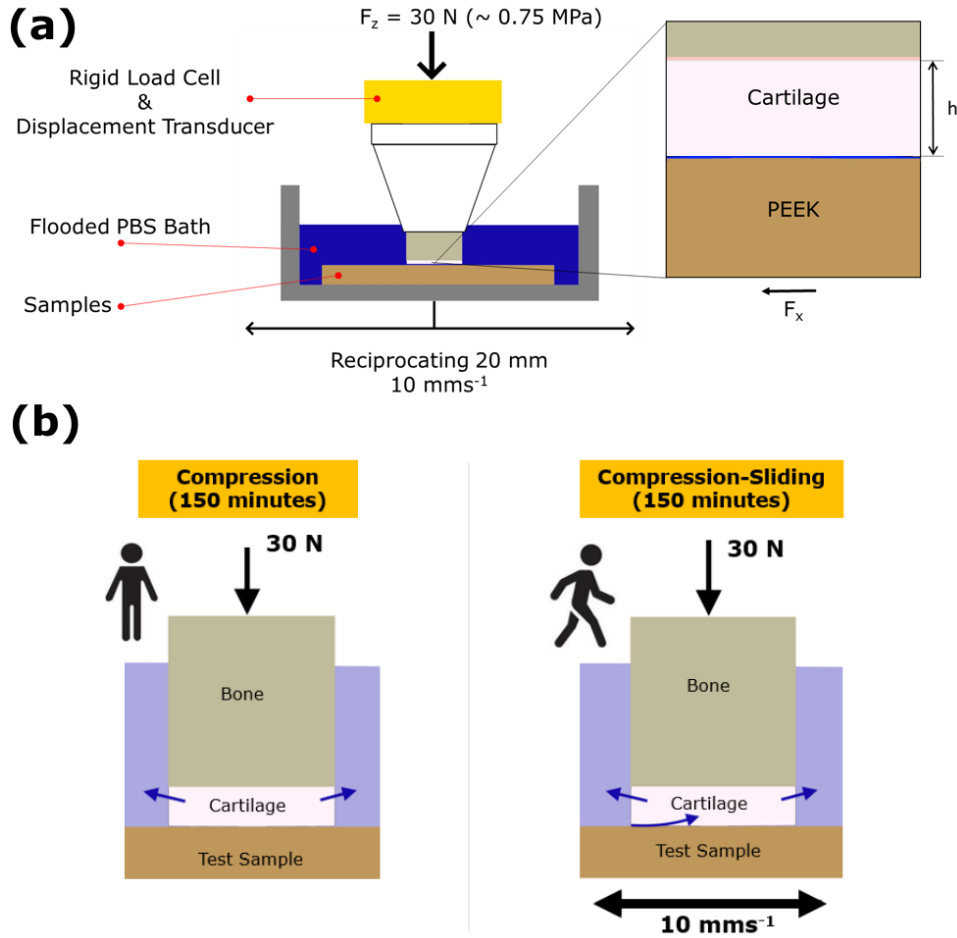 (a)
F_z = 30 N (~ 0.75 MPa)
Rigid Load Cell
&
Displacement Transducer
Flooded PBS Bath
Samples
Reciprocating 20 mm
10 mms⁻¹
Cartilage
h
PEEK
Fₓ
(b)
Compression
(150 minutes)
30 N
Bone
Cartilage
Test Sample
Compression-Sliding
(150 minutes)
30 N
Bone
Cartilage
Test Sample
10 mms⁻¹